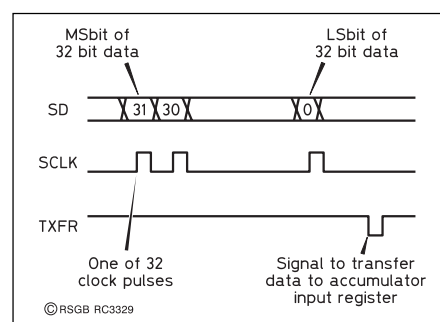 MSbit of
32 bit data
LSbit of
32 bit data
SD
31
30
0
SCLK
TXFR
One of 32
clock pulses
Signal to transfer
data to accumulator
input register
©RSGB RC3329